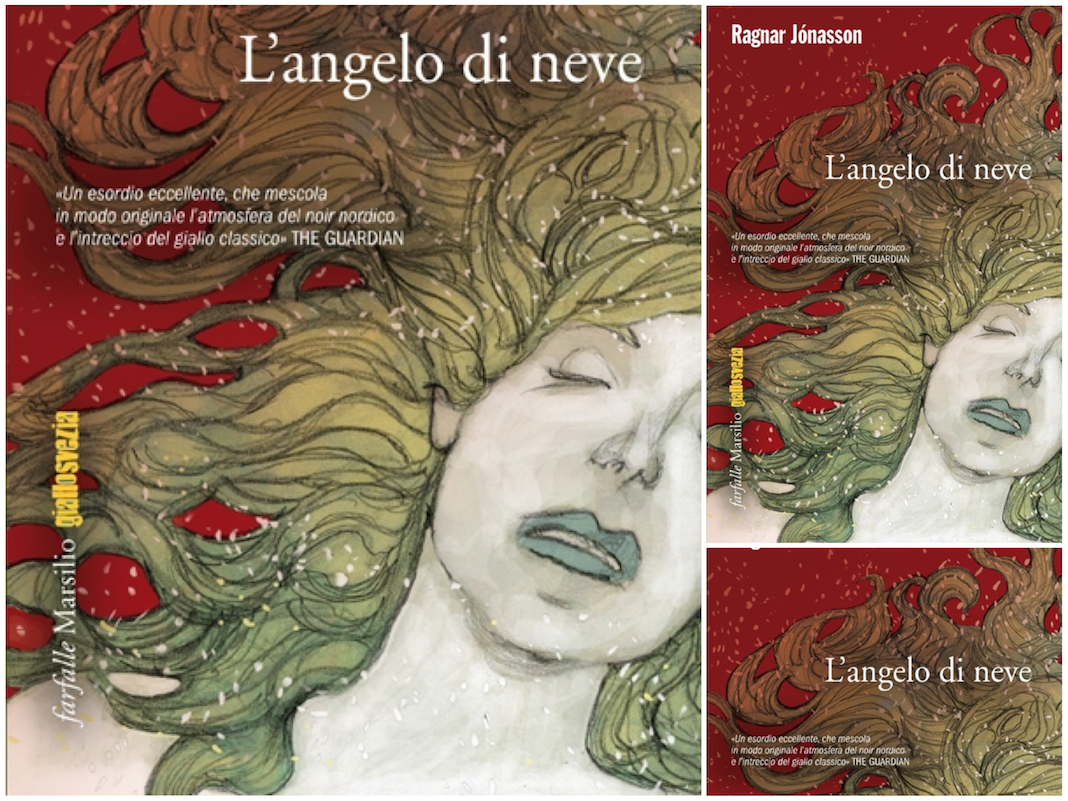 L'angelo di neve
«Un esordio eccellente, che mescola
in modo originale l'atmosfera del noir nordico
e l'intreccio del giallo classico» THE GUARDIAN
farfalle Marsilio giallosvezia
Ragnar Jónasson
L'angelo di neve
«Un esordio eccellente, che mescola
in modo originale l'atmosfera del noir nordico
e l'intreccio del giallo classico» THE GUARDIAN
farfalle Marsilio giallosvezia
L'angelo di neve
«Un esordio eccellente, che mescola
in modo originale l'atmosfera del noir nordico
e l'intreccio del giallo classico» THE GUARDIAN